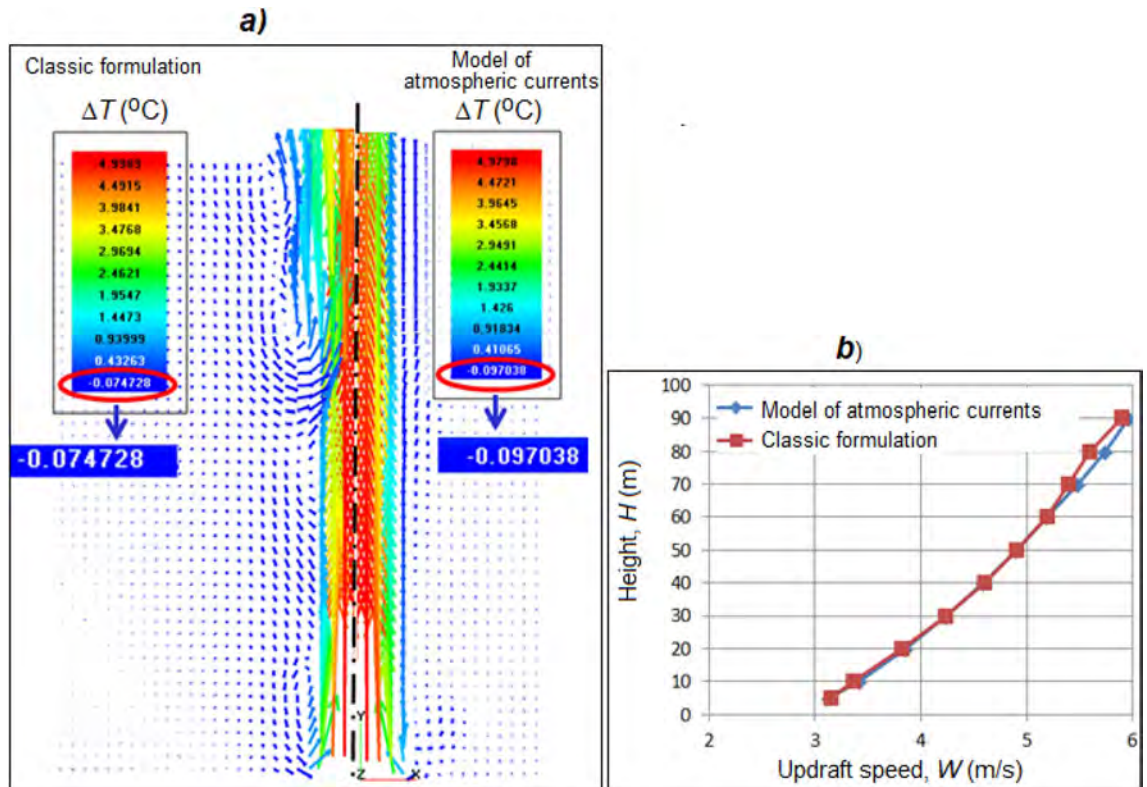 a)
Classic formulation
ΔT (ºC)
4.9989
4.4915
3.9841
3.4768
2.9694
2.4621
1.9547
1.4473
0.93999
0.43263
-0.074728
-0.074728
Model of
atmospheric currents
ΔT (ºC)
4.9798
4.4721
3.9645
3.4568
2.9491
2.4414
1.9337
1.426
0.91834
0.41065
-0.097038
-0.097038
Y
Z
X
b)
Height, H (m)
100
90
80
70
60
50
40
30
20
10
0
Model of atmospheric currents
Classic formulation
2 3 4 5 6
Updraft speed, W (m/s)